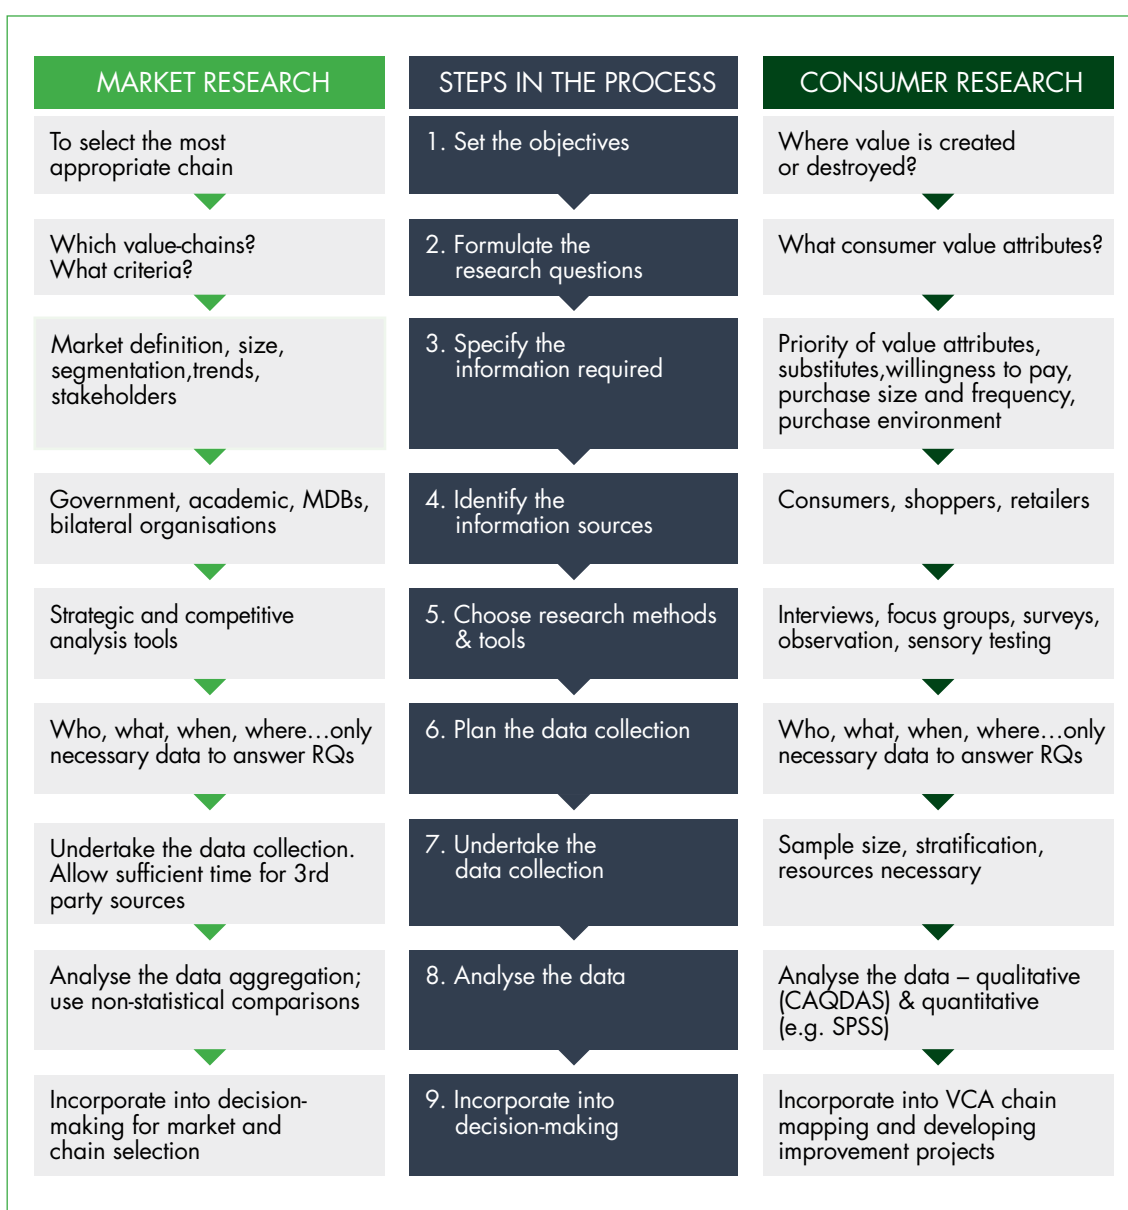 MARKET RESEARCH
STEPS IN THE PROCESS
CONSUMER RESEARCH
To select the most
appropriate chain
1. Set the objectives
Where value is created
or destroyed?
Which value-chains?
What criteria?
2. Formulate the
research questions
What consumer value attributes?
Market definition, size,
segmentation,trends,
stakeholders
3. Specify the
information required
Priority of value attributes,
substitutes,willingness to pay,
purchase size and frequency,
purchase environment
Government, academic, MDBs,
bilateral organisations
4. Identify the
information sources
Consumers, shoppers, retailers
Strategic and competitive
analysis tools
5. Choose research methods
& tools
Interviews, focus groups, surveys,
observation, sensory testing
Who, what, when, where…only
necessary data to answer RQs
6. Plan the data collection
Who, what, when, where…only
necessary data to answer RQs
Undertake the data collection.
Allow sufficient time for 3rd
party sources
7. Undertake the
data collection
Sample size, stratification,
resources necessary
Analyse the data aggregation;
use non-statistical comparisons
8. Analyse the data
Analyse the data – qualitative
(CAQDAS) & quantitative
(e.g. SPSS)
Incorporate into decision-
making for market and
chain selection
9. Incorporate into
decision-making
Incorporate into VCA chain
mapping and developing
improvement projects